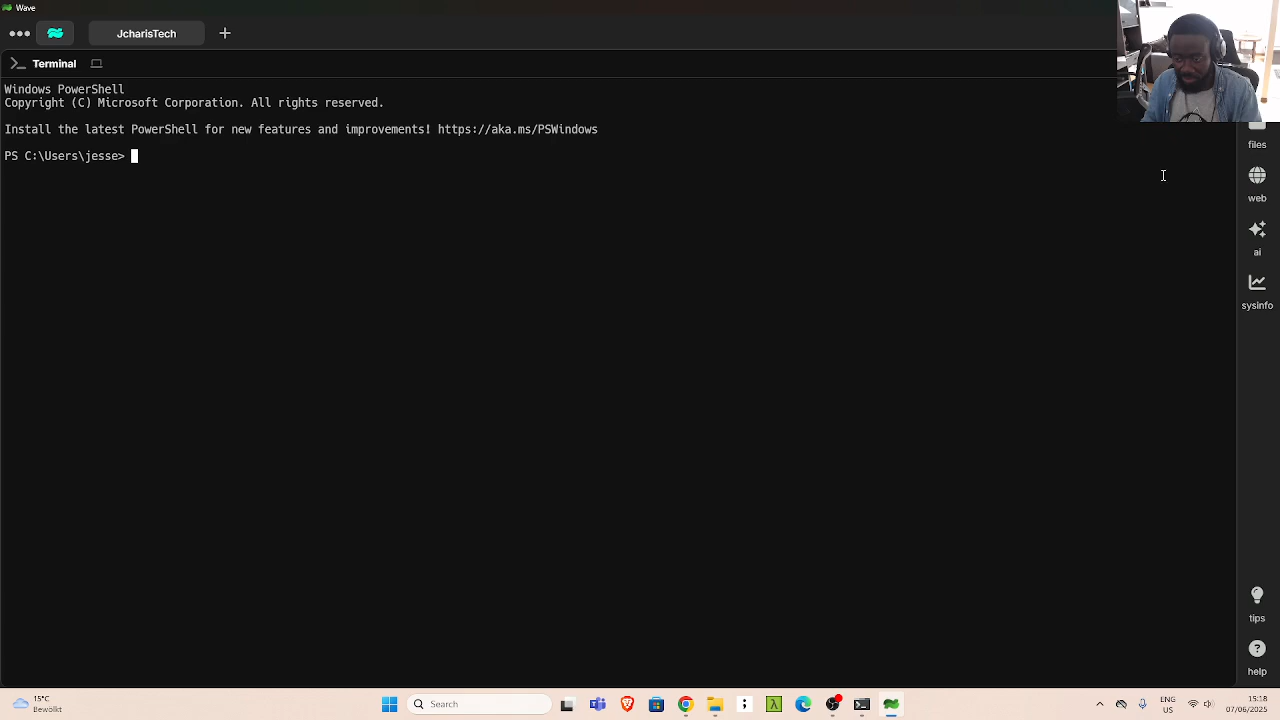 Wave
JcharisTech
Terminal
Windows PowerShell
Copyright (C) Microsoft Corporation. All rights reserved.
Install the latest PowerShell for new features and improvements! https://aka.ms/PSWindows
PS C:\Users\jesse>
files
web
ai
sysinfo
tips
help
15°C
Bewölkt
Search
ENG
US
15:18
07/06/2025